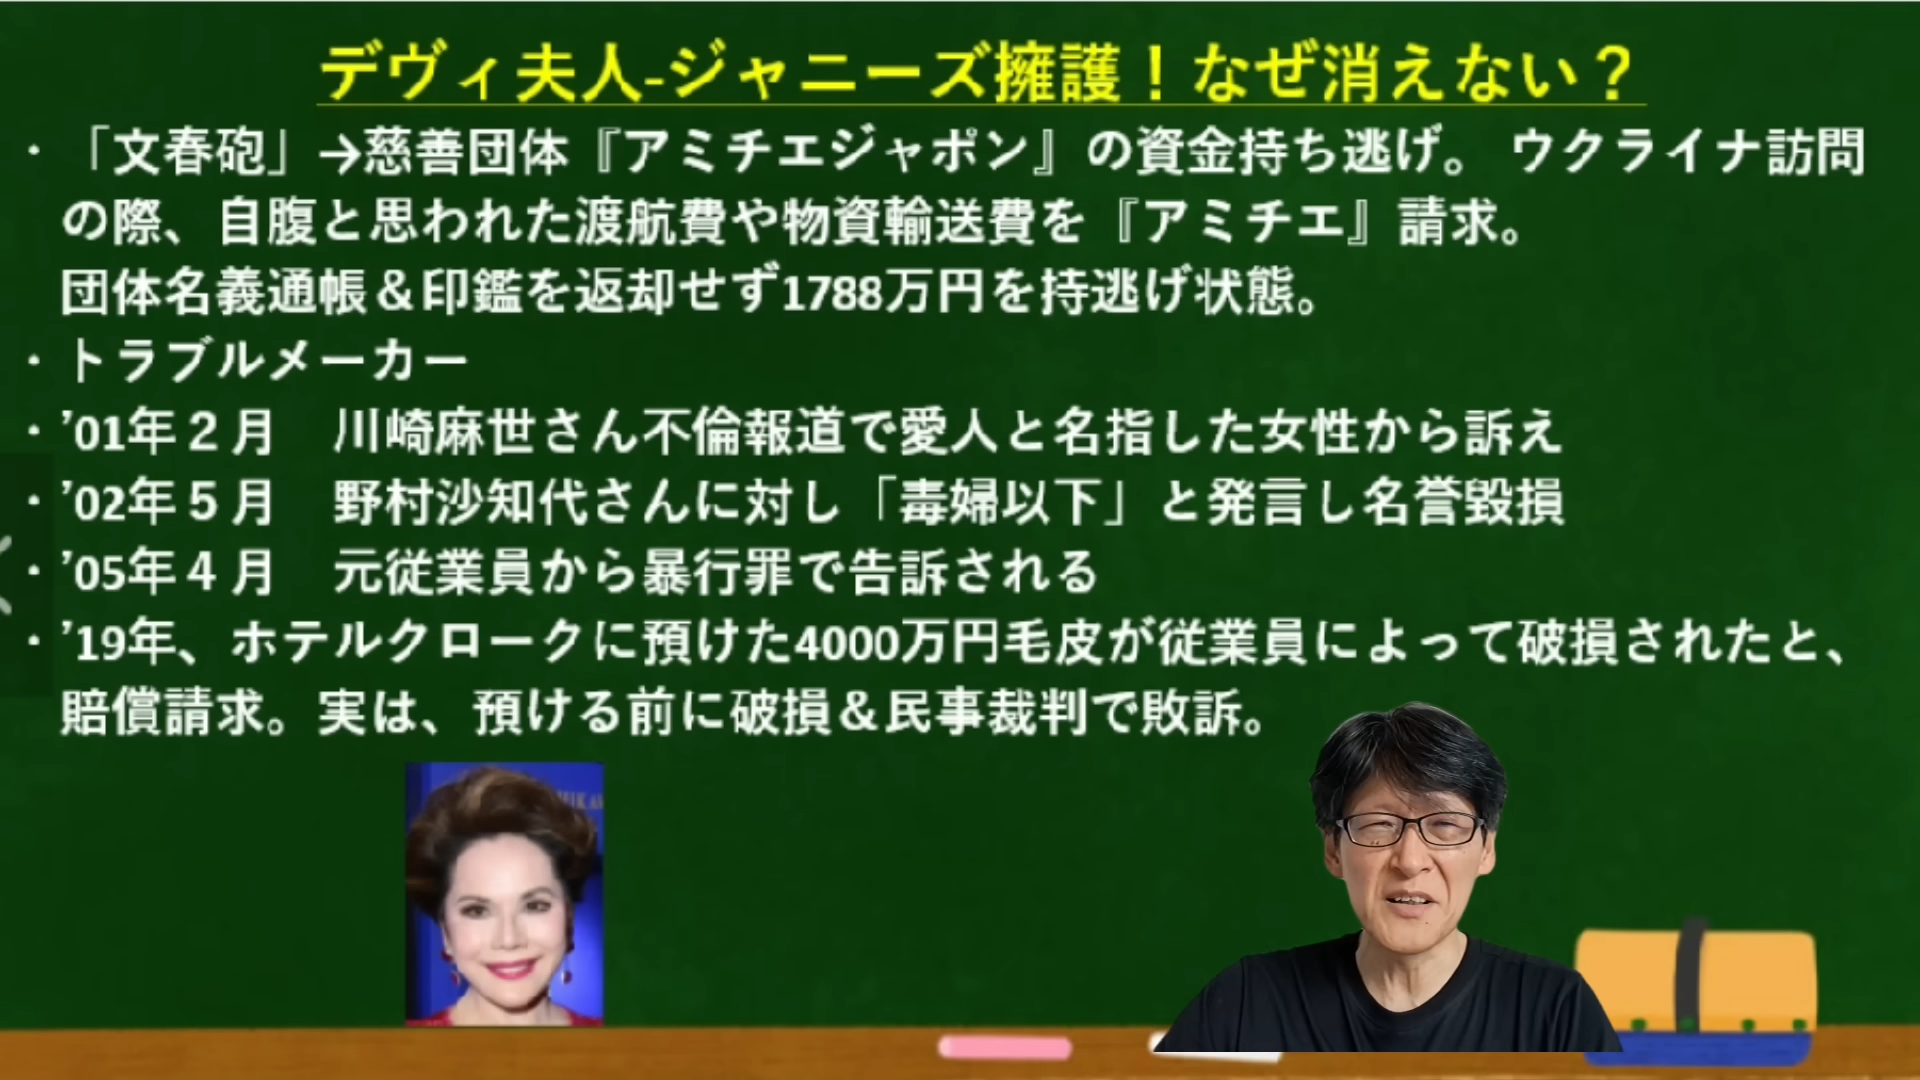 デヴィ夫人-ジャニーズ擁護！なぜ消えない？
・「文春砲」→慈善団体『アミチエジャポン』の資金持ち逃げ。 ウクライナ訪問
の際、自腹と思われた渡航費や物資輸送費を『アミチエ』請求。
団体名義通帳＆印鑑を返却せず1788万円を持逃げ状態。
・トラブルメーカー
・’01年２月　川崎麻世さん不倫報道で愛人と名指した女性から訴え
・’02年５月　野村沙知代さんに対し「毒婦以下」と発言し名誉毀損
・’05年４月　元従業員から暴行罪で告訴される
・’19年、ホテルクロークに預けた4000万円毛皮が従業員によって破損されたと、
賠償請求。実は、預ける前に破損＆民事裁判で敗訴。